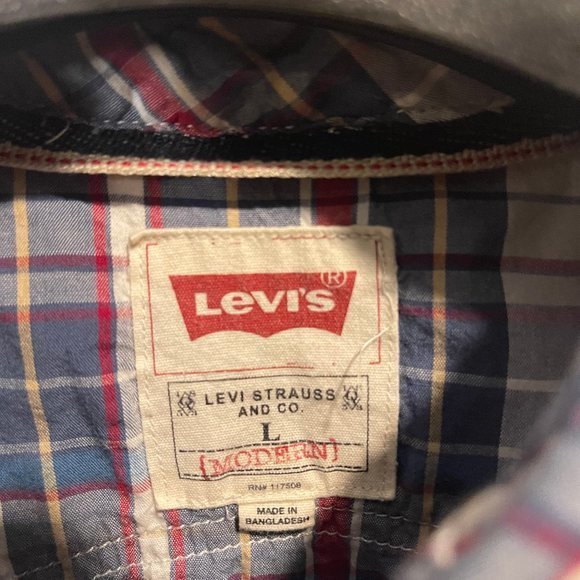 LEVI'S ®
LEVI STRAUSS
AND CO.
L
[MODERN]
RN# 117508
MADE IN
BANGLADESH